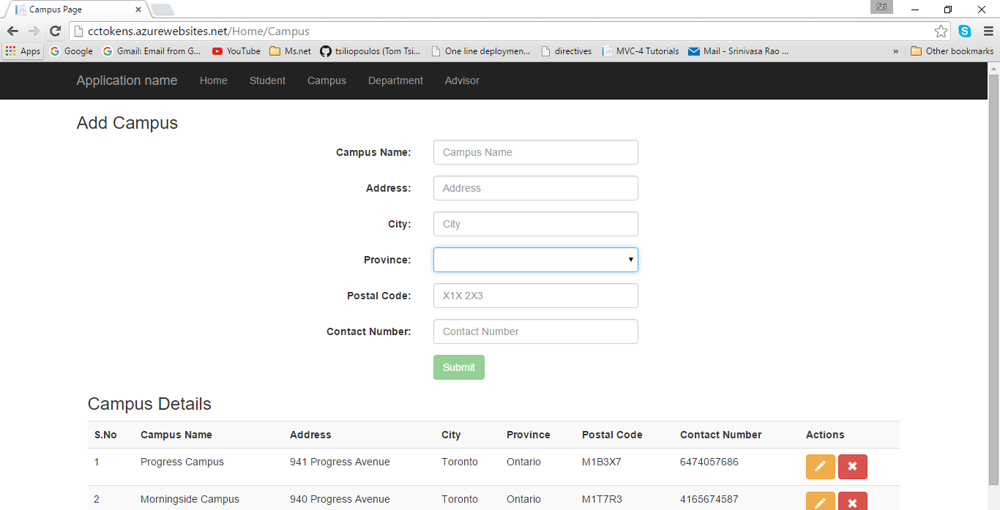 Campus Page
Sri
cctokens.azurewebsites.net/Home/Campus
Apps Google Gmail: Email from G... YouTube Ms.net tsiliopoulos (Tom Tsi... One line deploymen... directives MVC-4 Tutorials Mail - Srinivasa Rao ... » Other bookmarks
Application name Home Student Campus Department Advisor
Add Campus
Campus Name: Campus Name
Address: Address
City: City
Province:
Postal Code: X1X 2X3
Contact Number: Contact Number
Submit
Campus Details
S.No Campus Name Address City Province Postal Code Contact Number Actions
1 Progress Campus 941 Progress Avenue Toronto Ontario M1B3X7 6474057686
2 Morningside Campus 940 Progress Avenue Toronto Ontario M1T7R3 4165674587